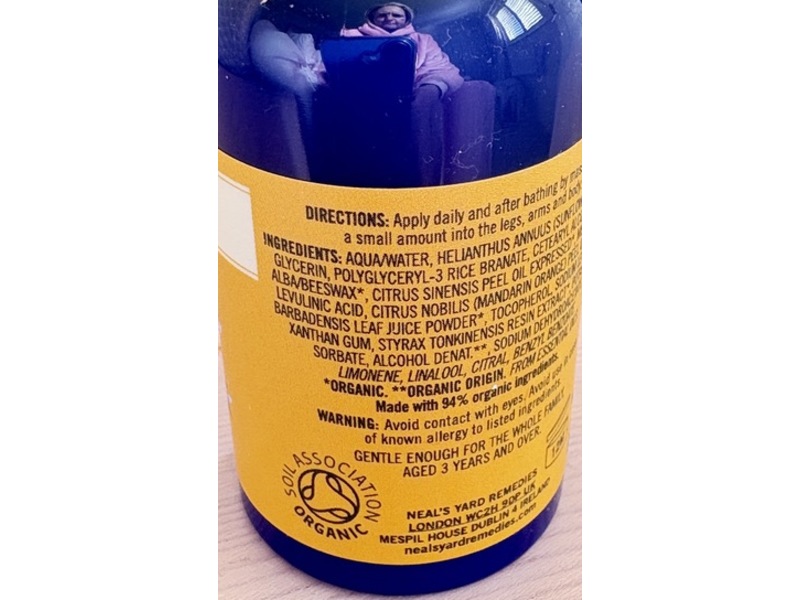 DIRECTIONS: Apply daily and after bathing by
a small amount into the legs, arms and body
INGREDIENTS: AQUA/WATER, HELIANTHUS ANNUUS
GLYCERIN, POLYGLYCERYL-3 RICE BRANATE, CETEARYL
ALBA/BEESWAX*, CITRUS SINENSIS PEEL OIL EXPRESSED,
LEVULINIC ACID, CITRUS NOBILIS (MANDARIN ORANGE)
BARBADENSIS LEAF JUICE POWDER*, TOCOPHEROL,
XANTHAN GUM, STYRAX TONKINENSIS RESIN EXTRACT,
SORBATE, ALCOHOL DENAT.**, SODIUM
LIMONENE, LINALOOL, CITRAL, BENZYL
*ORGANIC. **ORGANIC ORIGIN. FROM
Made with 94% organic ingredients.
WARNING: Avoid contact with eyes. Avoid use
of known allergy to listed ingredients.
GENTLE ENOUGH FOR THE WHOLE FAMILY
AGED 3 YEARS AND OVER.
SOIL ASSOCIATION
ORGANIC
NEAL'S YARD REMEDIES
LONDON WC2H 9DP UK
MESPIL HOUSE DUBLIN 4 IRELAND
nealsyardremedies.com